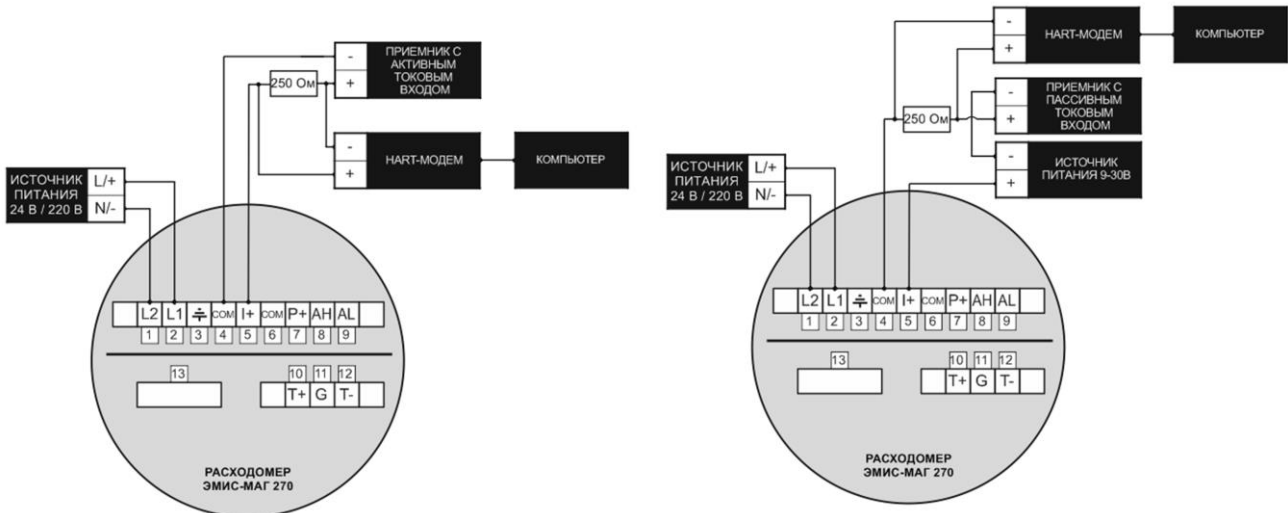 -
+
ПРИЕМНИК С
АКТИВНЫМ
ТОКОВЫМ
ВХОДОМ
250 Ом
-
+
HART-МОДЕМ
КОМПЬЮТЕР
ИСТОЧНИК
ПИТАНИЯ
24 В / 220 В
L/+
N/-
L2 L1 COM I+ COM P+ AH AL
1 2 3 4 5 6 7 8 9
13 10 11 12
T+ G T-
РАСХОДОМЕР
ЭМИС-МАГ 270
-
+
HART-МОДЕМ
КОМПЬЮТЕР
-
+
ПРИЕМНИК С
ПАССИВНЫМ
ТОКОВЫМ
ВХОДОМ
250 Ом
-
+
ИСТОЧНИК
ПИТАНИЯ 9-30В
ИСТОЧНИК
ПИТАНИЯ
24 В / 220 В
L/+
N/-
L2 L1 COM I+ COM P+ AH AL
1 2 3 4 5 6 7 8 9
13 10 11 12
T+ G T-
РАСХОДОМЕР
ЭМИС-МАГ 270